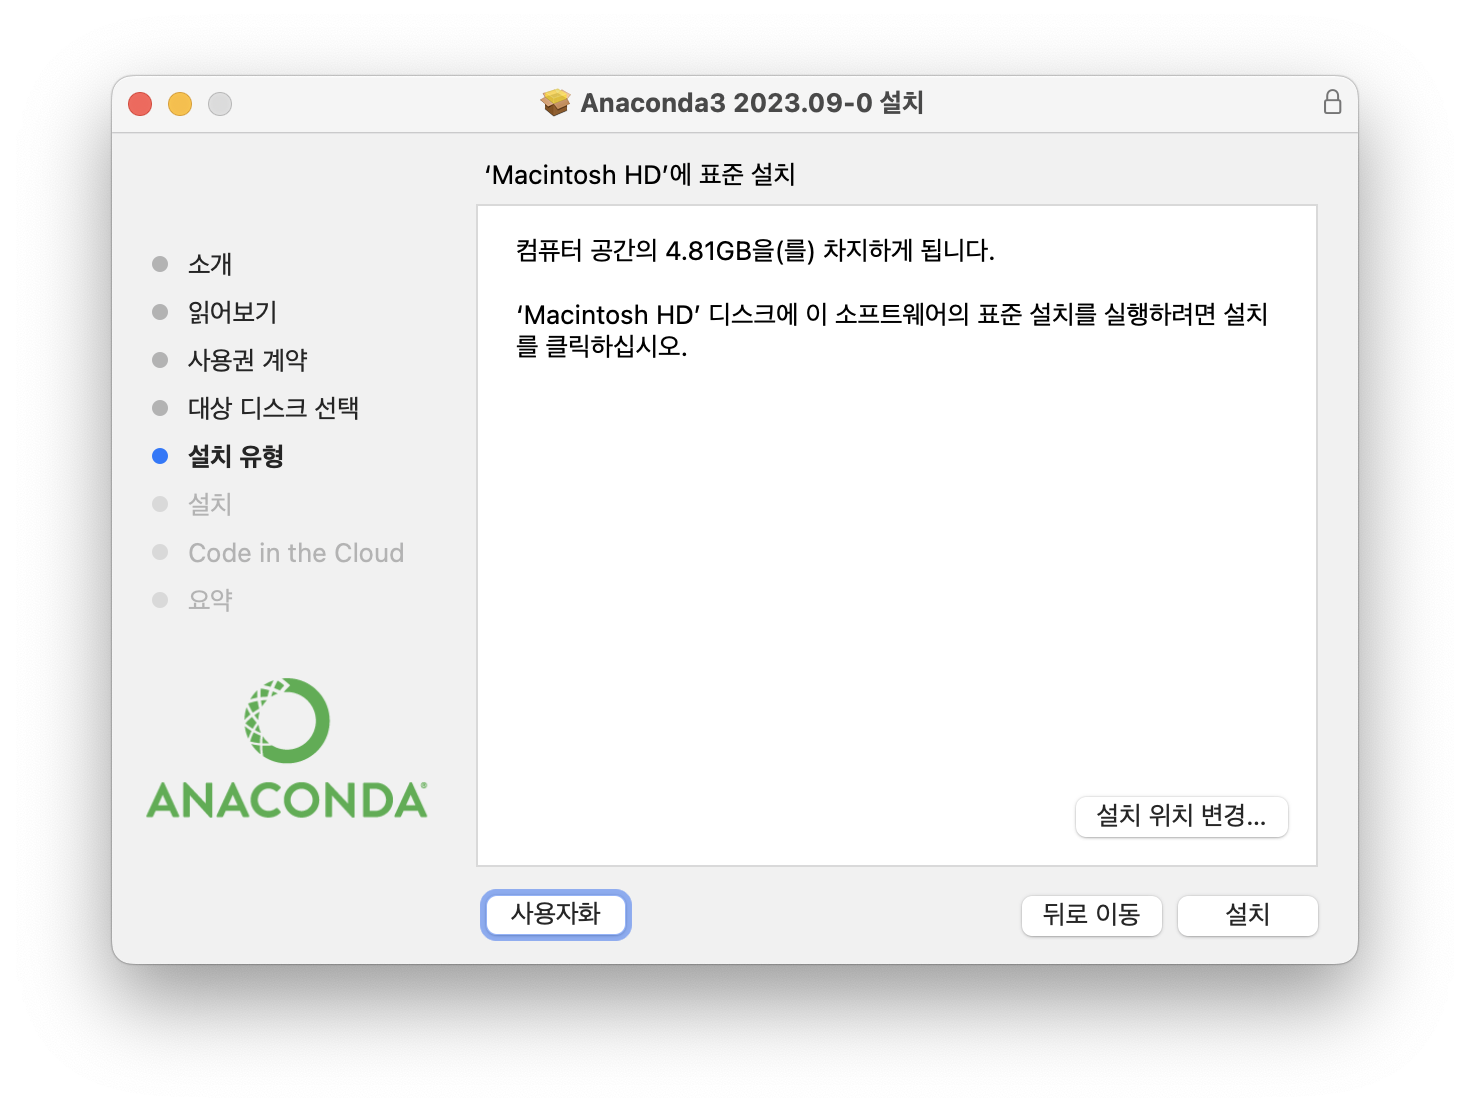 Anaconda3 2023.09-0 설치
‘Macintosh HD’에 표준 설치
소개
읽어보기
사용권 계약
대상 디스크 선택
설치 유형
설치
Code in the Cloud
요약
ANACONDA®
컴퓨터 공간의 4.81GB을(를) 차지하게 됩니다.
‘Macintosh HD’ 디스크에 이 소프트웨어의 표준 설치를 실행하려면 설치
를 클릭하십시오.
설치 위치 변경...
사용자화
뒤로 이동
설치